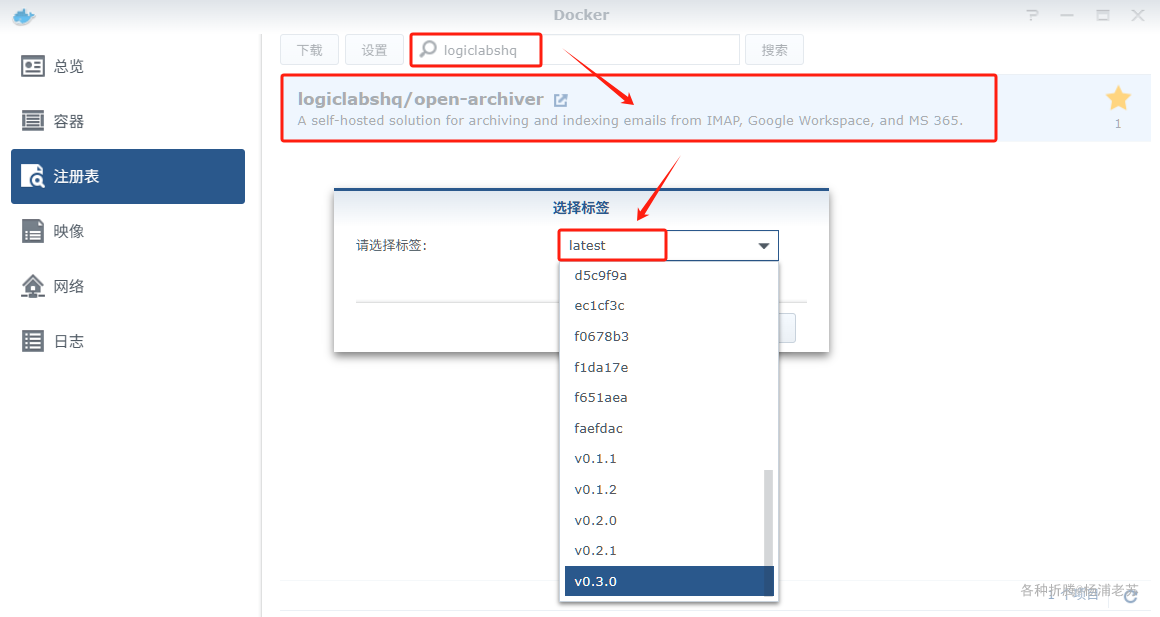 Docker
总览
容器
注册表
映像
网络
日志
下载 设置 logiclabshq 搜索
logiclabshq/open-archiver
A self-hosted solution for archiving and indexing emails from IMAP, Google Workspace, and MS 365.
1
选择标签
请选择标签: latest
d5c9f9a
ec1cf3c
f0678b3
f1da17e
f651aea
faefdac
v0.1.1
v0.1.2
v0.2.0
v0.2.1
v0.3.0
1 个项目
各种折腾@杨浦老苏